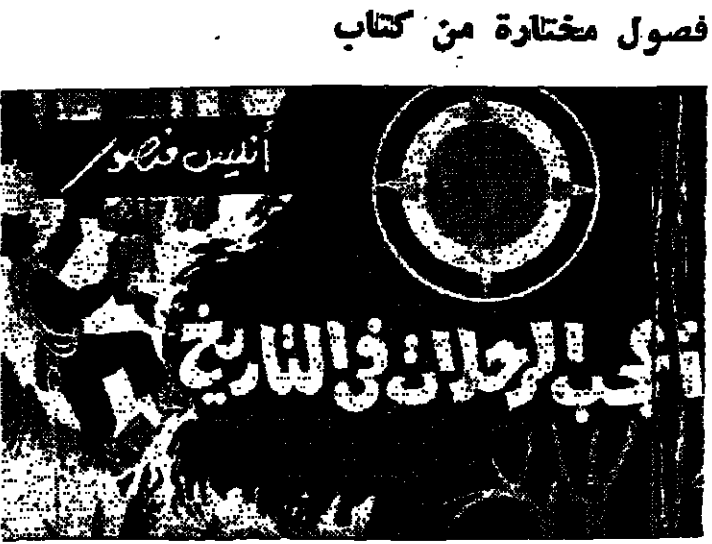 فصول مختارة من كتاب
أنيس منصور
أعجب الرحلات في التاريخ